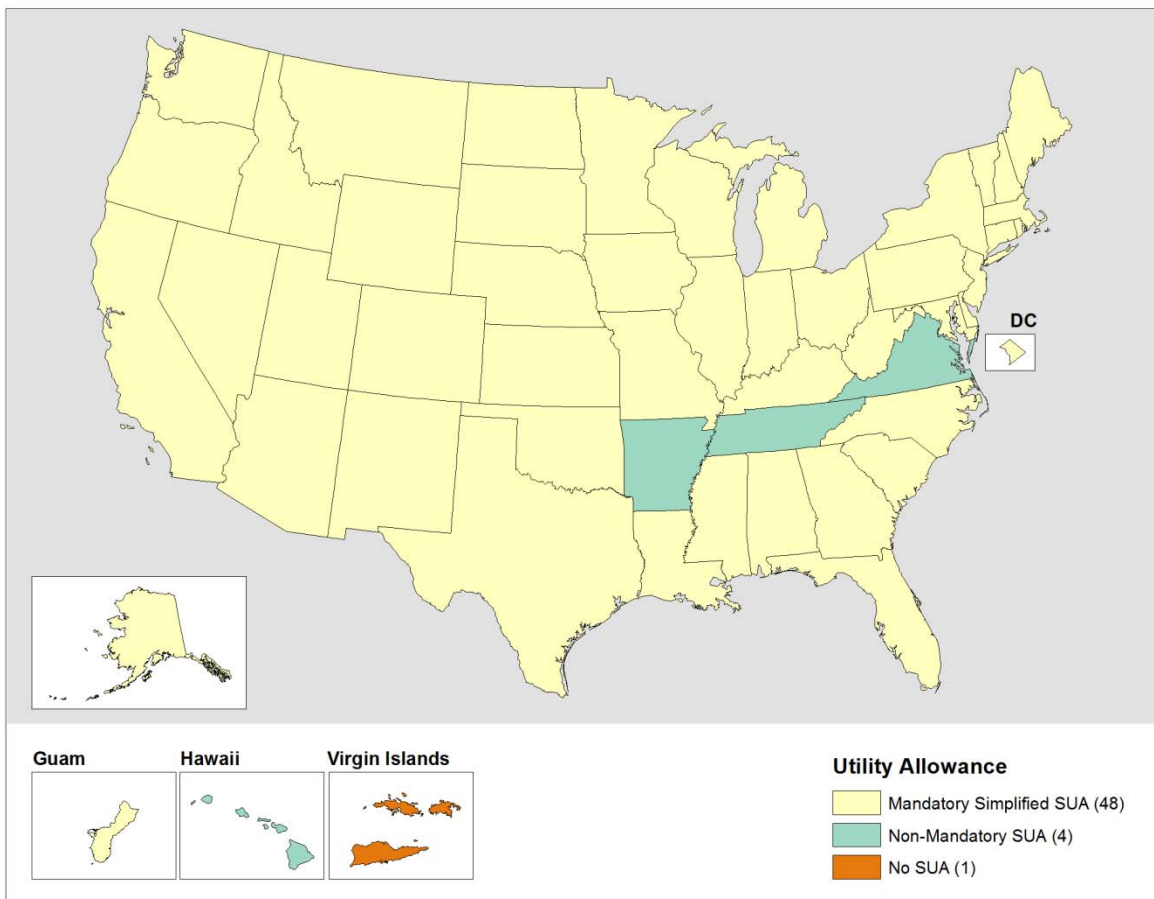 DC
Guam
Hawaii
Virgin Islands
Utility Allowance
Mandatory Simplified SUA (48)
Non-Mandatory SUA (4)
No SUA (1)